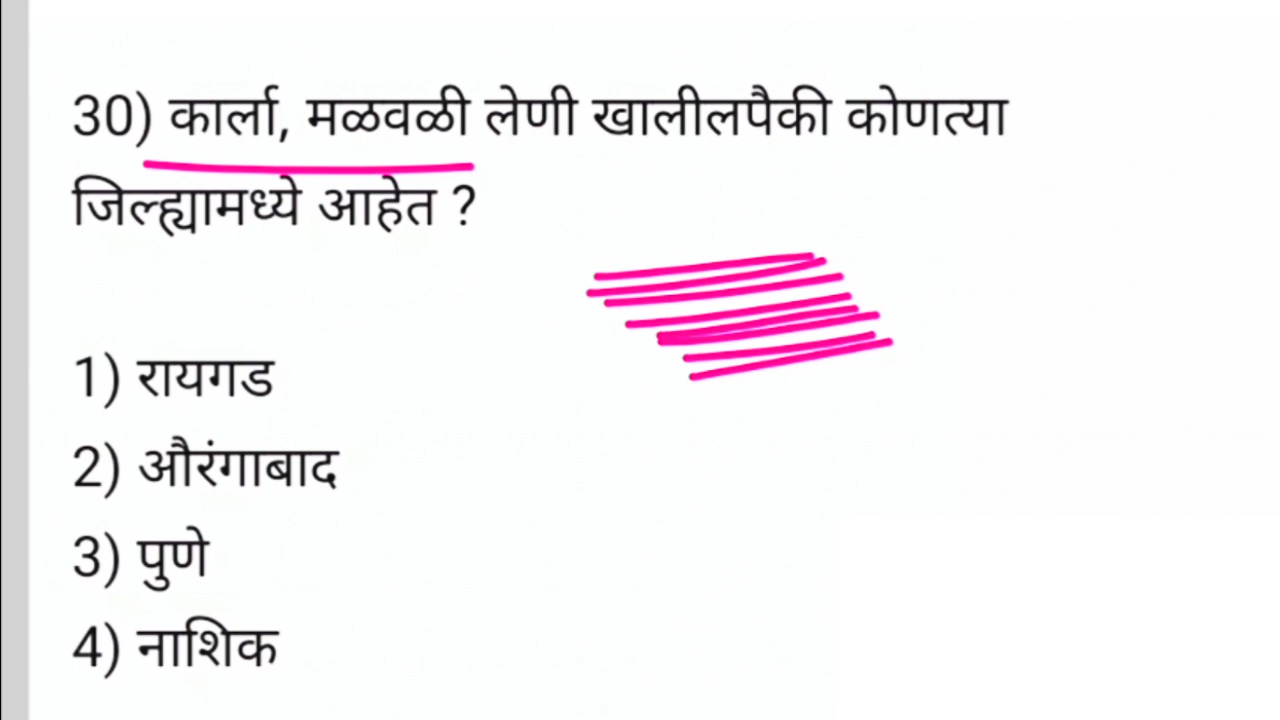 30) कार्ला, मळवळी लेणी खालीलपैकी कोणत्या
जिल्ह्यामध्ये आहेत ?
1) रायगड
2) औरंगाबाद
3) पुणे
4) नाशिक